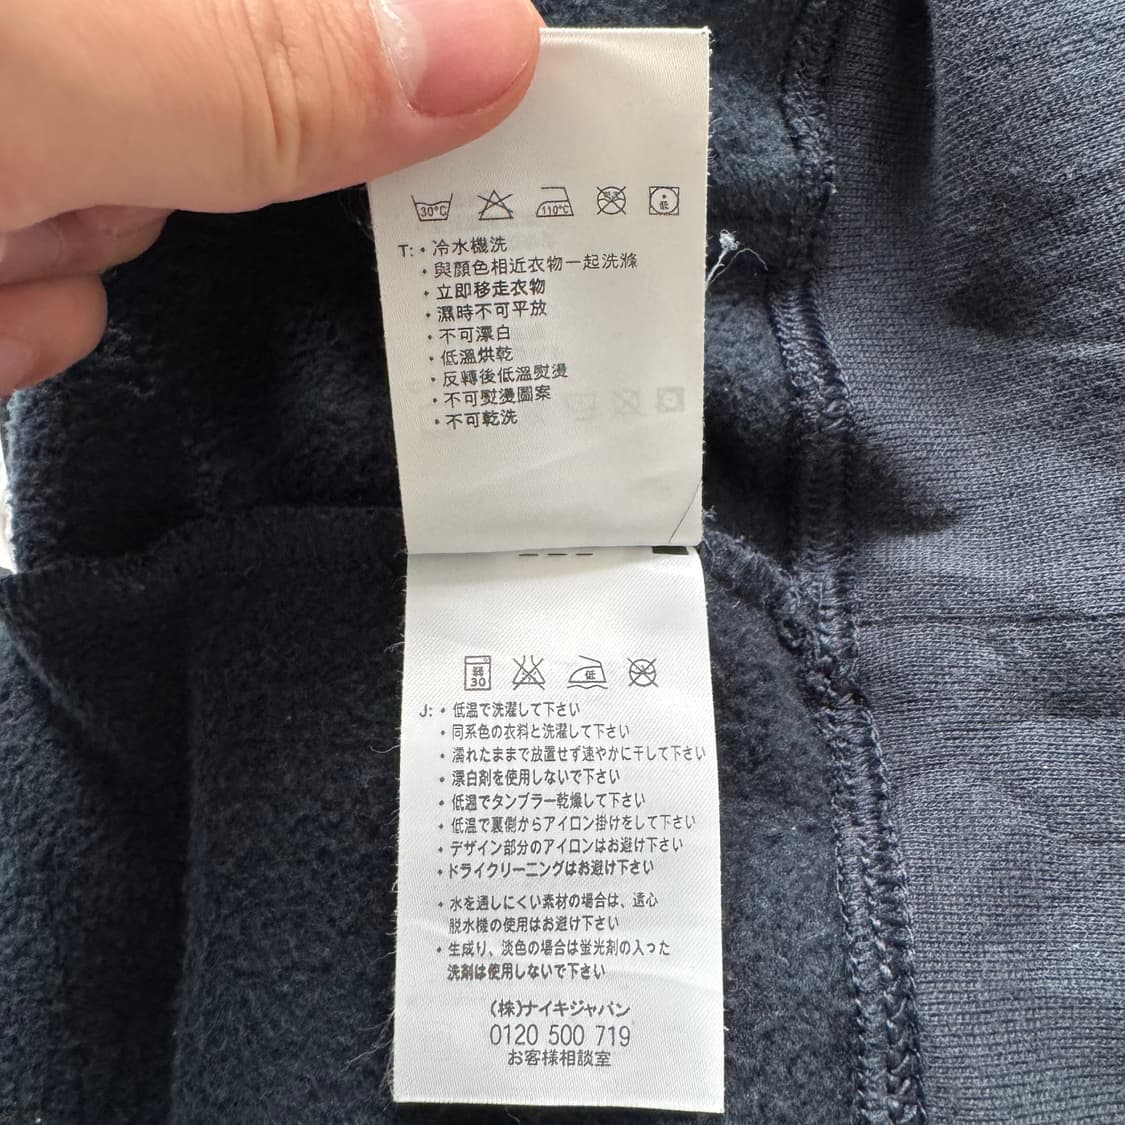 30°C 110°C 低
T: • 冷水機洗
• 與顏色相近衣物一起洗滌
• 立即移走衣物
• 濕時不可平放
• 不可漂白
• 低溫烘乾
• 反轉後低溫熨燙
• 不可熨燙圖案
• 不可乾洗
弱 30 低
J: • 低温で洗濯して下さい
• 同系色の衣料と洗濯して下さい
• 濡れたままで放置せず速やかに干して下さい
• 漂白剤を使用しないで下さい
• 低温でタンブラー乾燥して下さい
• 低温で裏側からアイロン掛けをして下さい
• デザイン部分のアイロンはお避け下さい
• ドライクリーニングはお避け下さい
• 水を通しにくい素材の場合は、遠心
脱水機の使用はお避け下さい
• 生成り、淡色の場合は蛍光剤の入った
洗剤は使用しないで下さい
(株)ナイキジャパン
0120 500 719
お客様相談室